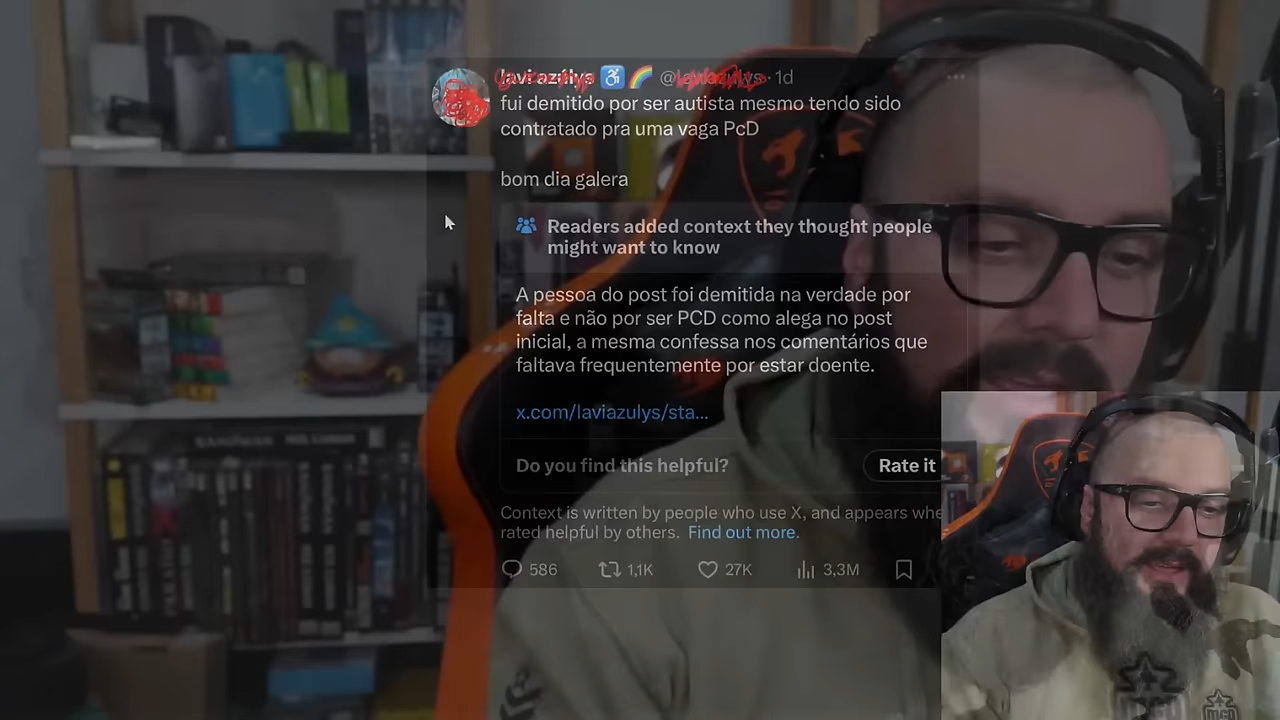 @laviazulys · 1d
fui demitido por ser autista mesmo tendo sido
contratado pra uma vaga PcD
bom dia galera
Readers added context they thought people
might want to know
A pessoa do post foi demitida na verdade por
falta e não por ser PCD como alega no post
inicial, a mesma confessa nos comentários que
faltava frequentemente por estar doente.
x.com/laviazulys/sta...
Do you find this helpful?
Rate it
Context is written by people who use X, and appears whe
rated helpful by others. Find out more.
586 1,1K 27K 3,3M
SANDMAN